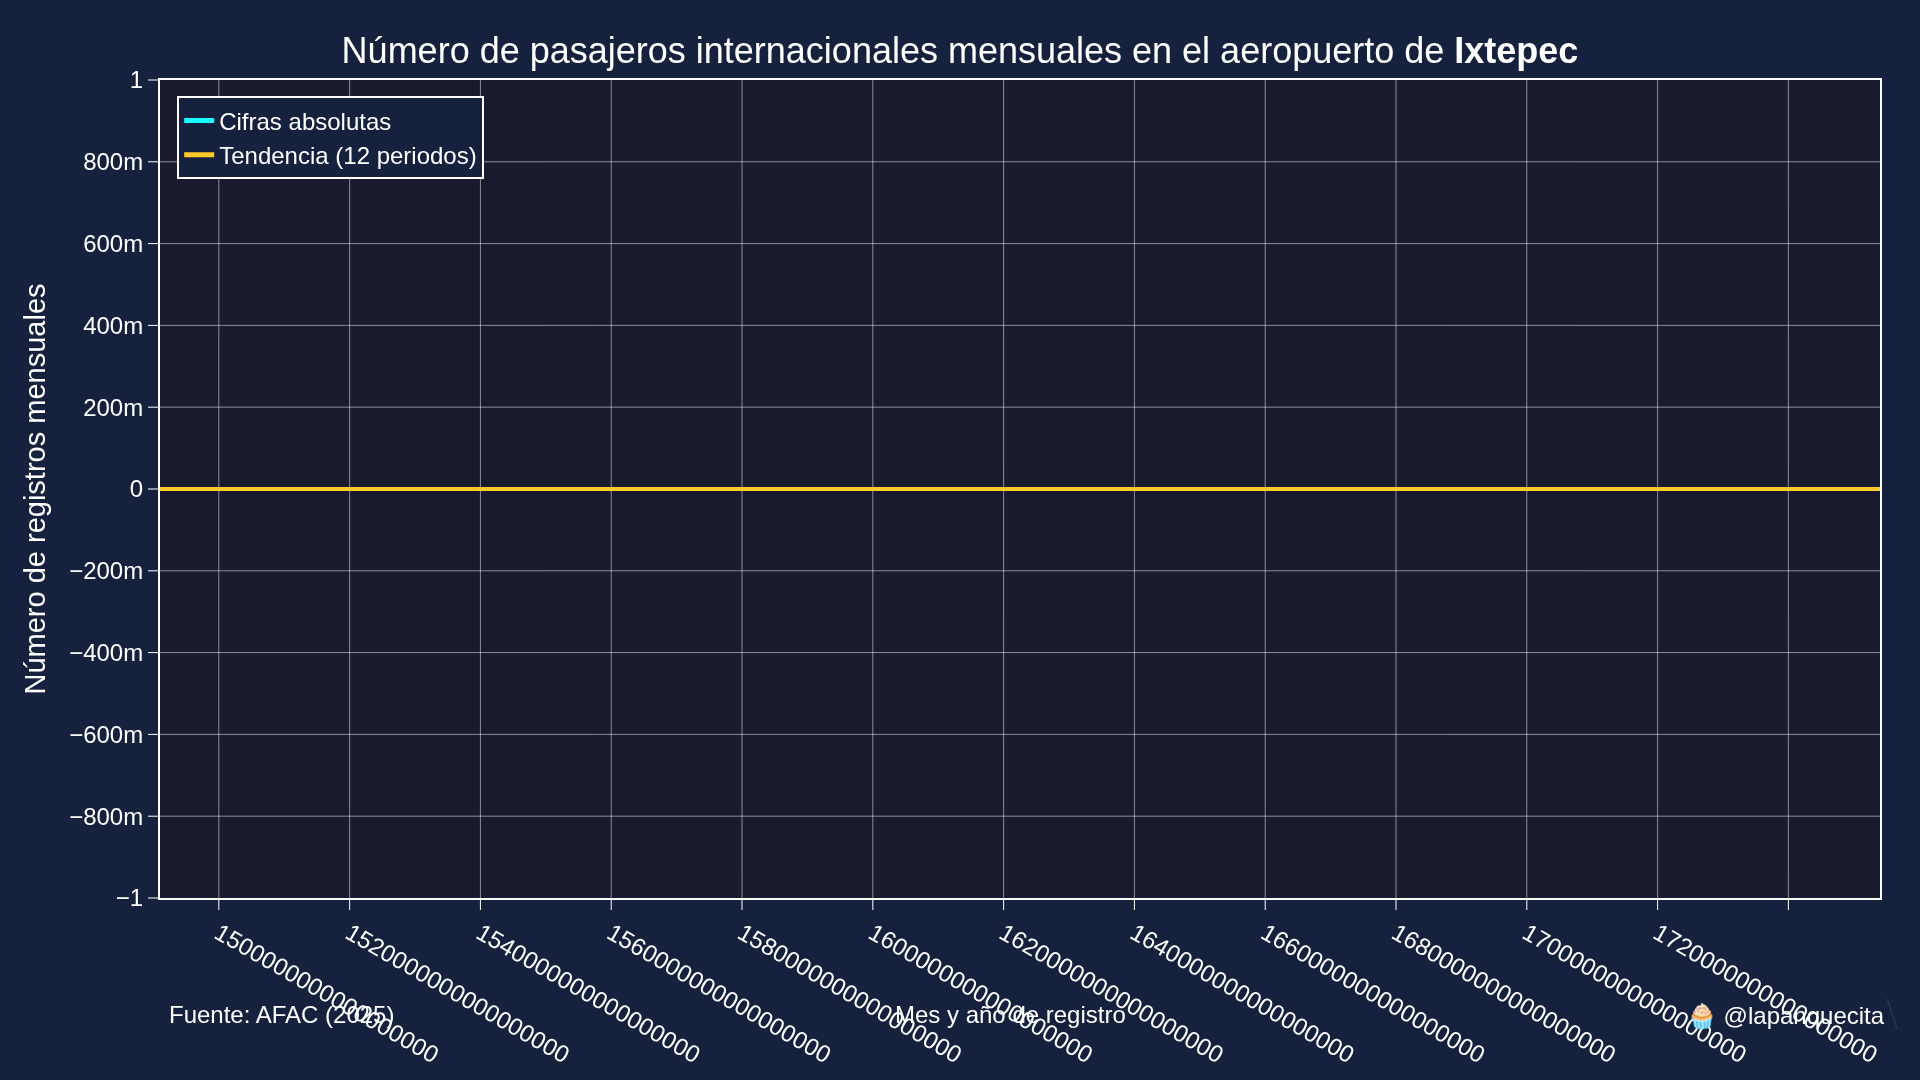 Número de pasajeros internacionales mensuales en el aeropuerto de Ixtepec
Cifras absolutas
Tendencia (12 periodos)
Número de registros mensuales
1
800m
600m
400m
200m
0
−200m
−400m
−600m
−800m
−1
1500000000000000000
1520000000000000000
1540000000000000000
1560000000000000000
1580000000000000000
1600000000000000000
1620000000000000000
1640000000000000000
1660000000000000000
1680000000000000000
1700000000000000000
1720000000000000000
Fuente: AFAC (2025)
Mes y año de registro
🧁 @lapanquecita